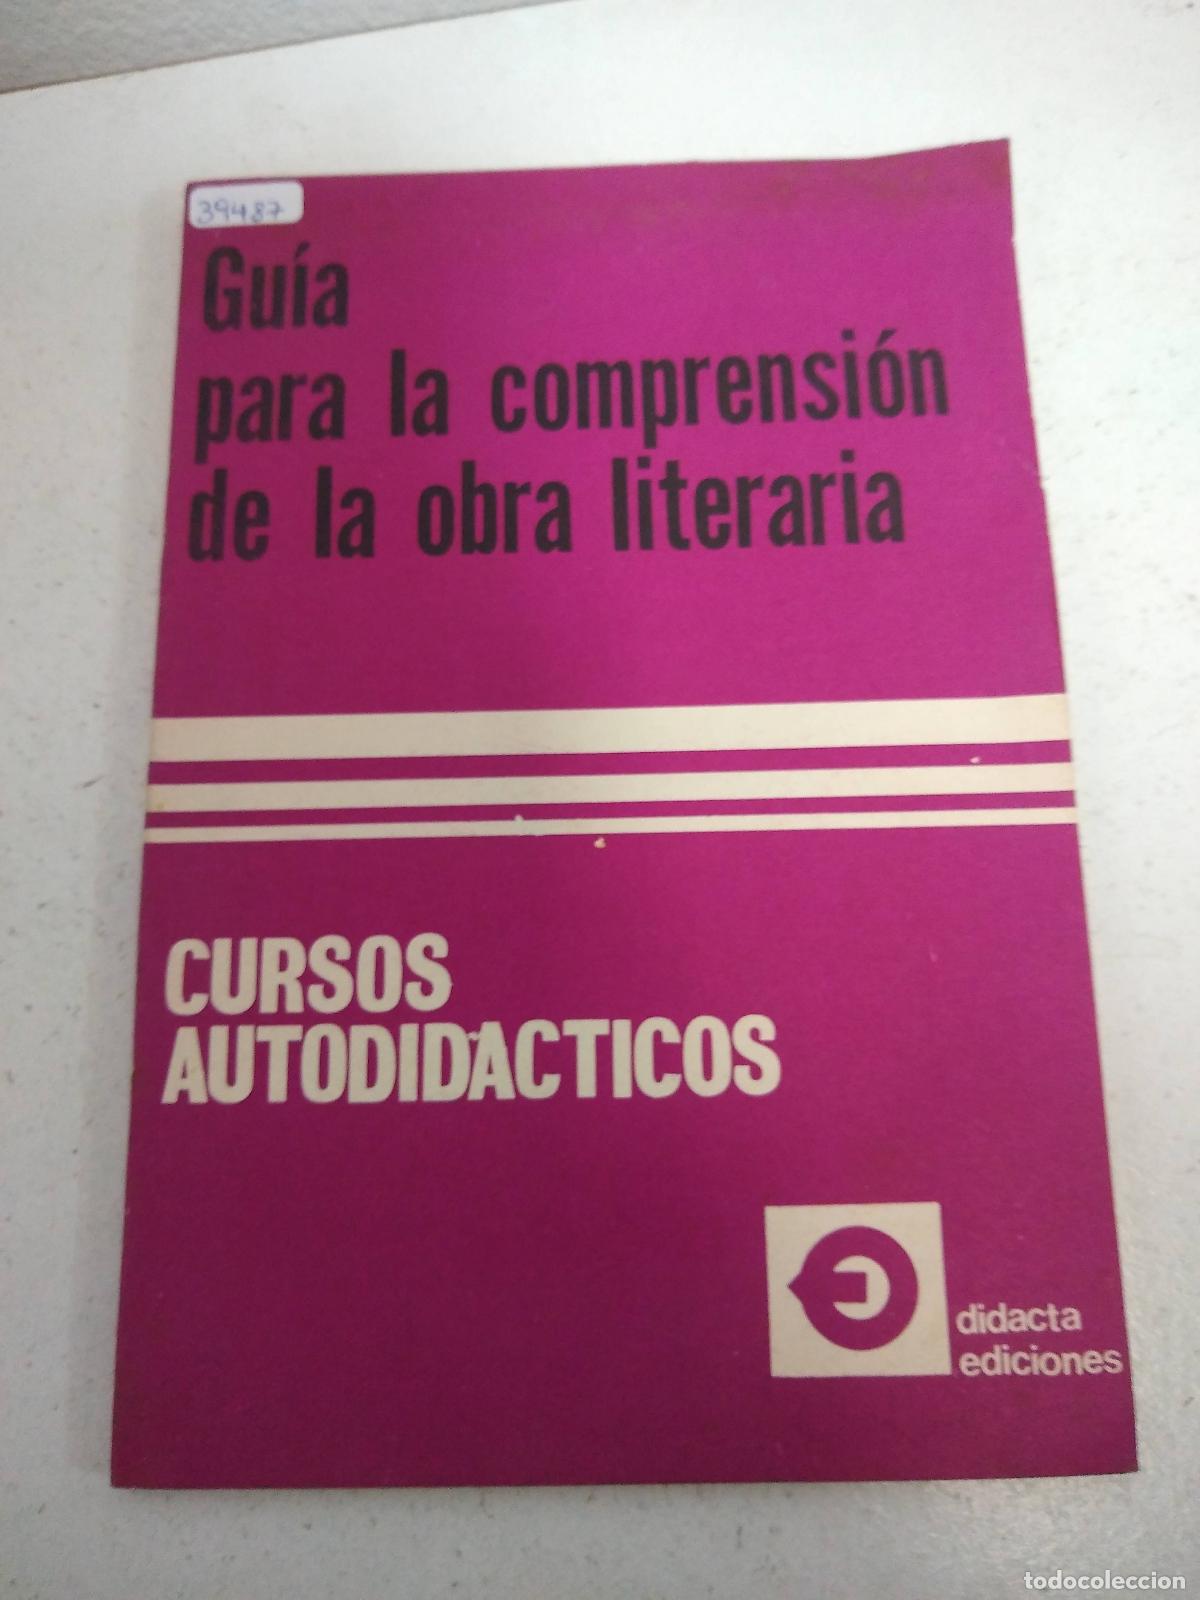 39487
Guía
para la comprensión
de la obra literaria
CURSOS
AUTODIDACTICOS
didacta
ediciones
todocoleccion